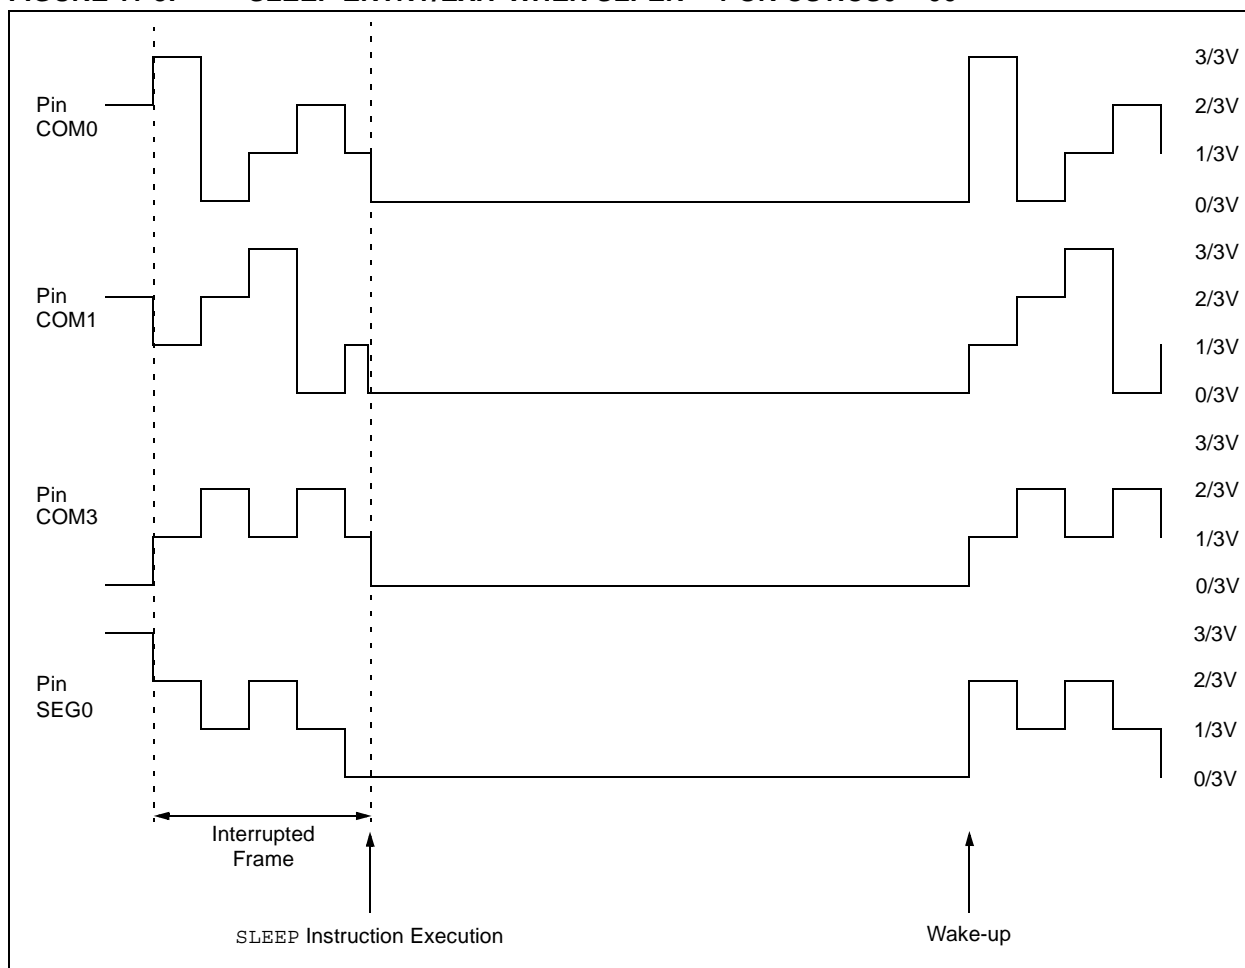 Pin
COM0
3/3V
2/3V
1/3V
0/3V
Pin
COM1
3/3V
2/3V
1/3V
0/3V
Pin
COM3
3/3V
2/3V
1/3V
0/3V
Pin
SEG0
3/3V
2/3V
1/3V
0/3V
Interrupted
Frame
SLEEP Instruction Execution
Wake-up